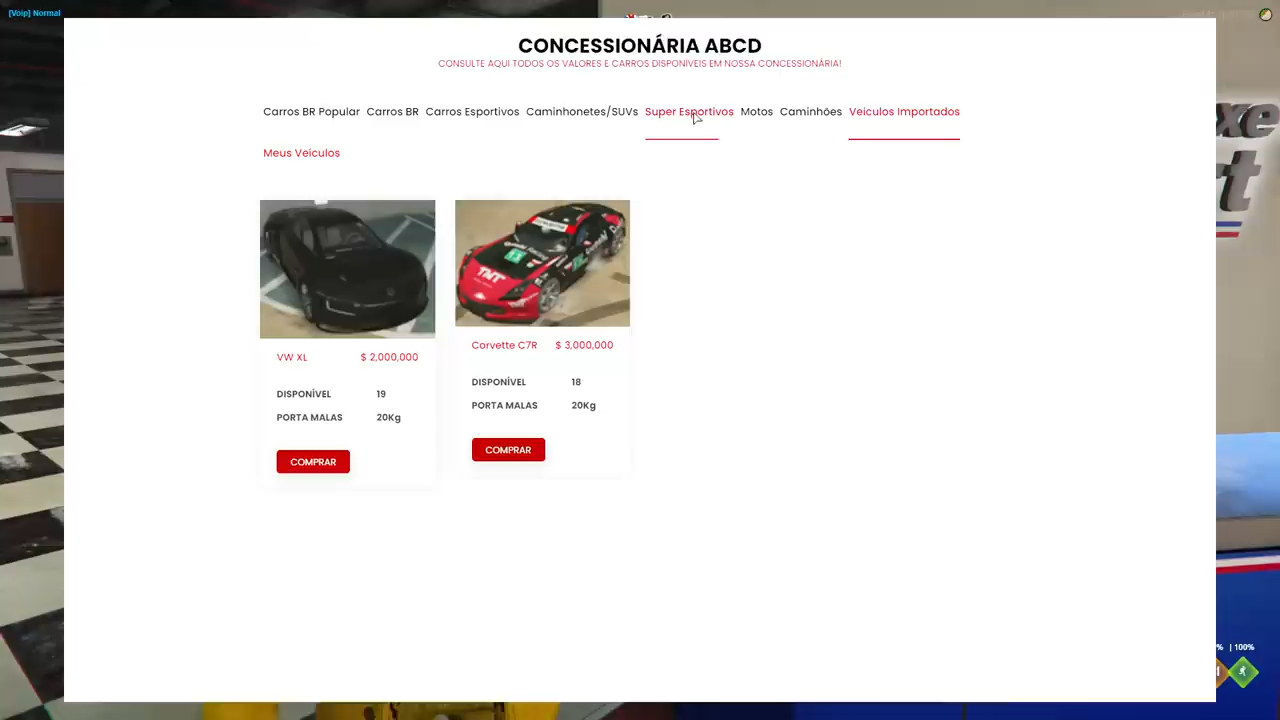 [Voip] Normal
CONCESSIONÁRIA ABCD
CONSULTE AQUI TODOS OS VALORES E CARROS DISPONÍVEIS EM NOSSA CONCESSIONÁRIA!
Carros BR Popular Carros BR Carros Esportivos Caminhonetes/SUVs Super Esportivos Motos Caminhões Veiculos Importados
Meus Veículos
TNT
VW XL $ 2,000,000
DISPONÍVEL 19
PORTA MALAS 20Kg
COMPRAR
Corvette C7R $ 3,000,000
DISPONÍVEL 18
PORTA MALAS 20Kg
COMPRAR
% | 100%